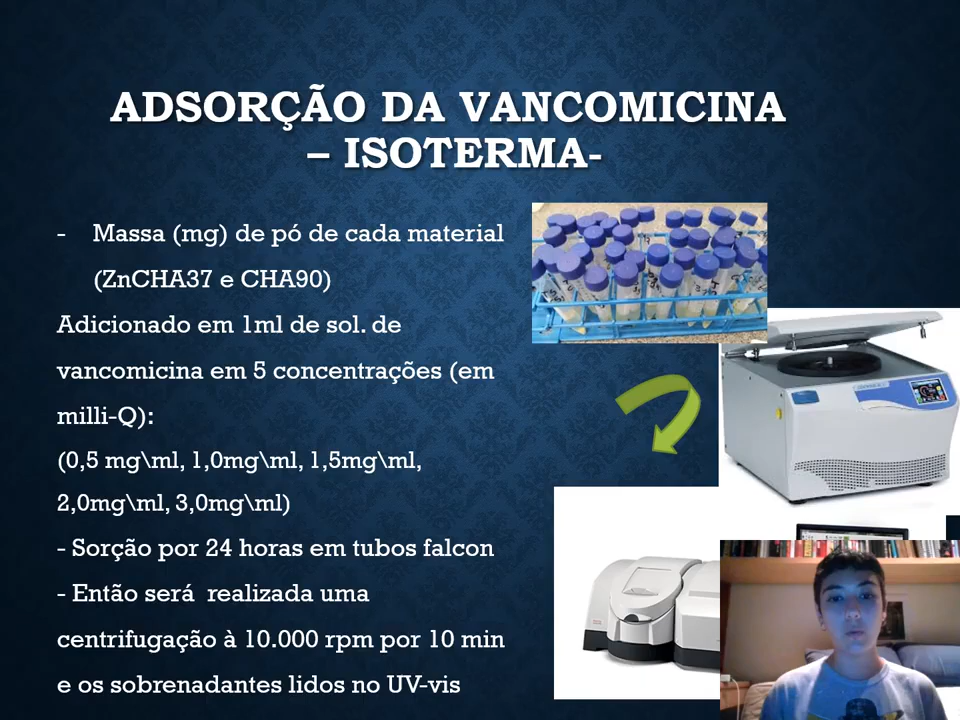 ADSORÇÃO DA VANCOMICINA
– ISOTERMA-
- Massa (mg) de pó de cada material
(ZnCHA37 e CHA90)
Adicionado em 1ml de sol. de
vancomicina em 5 concentrações (em
milli-Q):
(0,5 mg\ml, 1,0mg\ml, 1,5mg\ml,
2,0mg\ml, 3,0mg\ml)
- Sorção por 24 horas em tubos falcon
- Então será realizada uma
centrifugação à 10.000 rpm por 10 min
e os sobrenadantes lidos no UV-vis